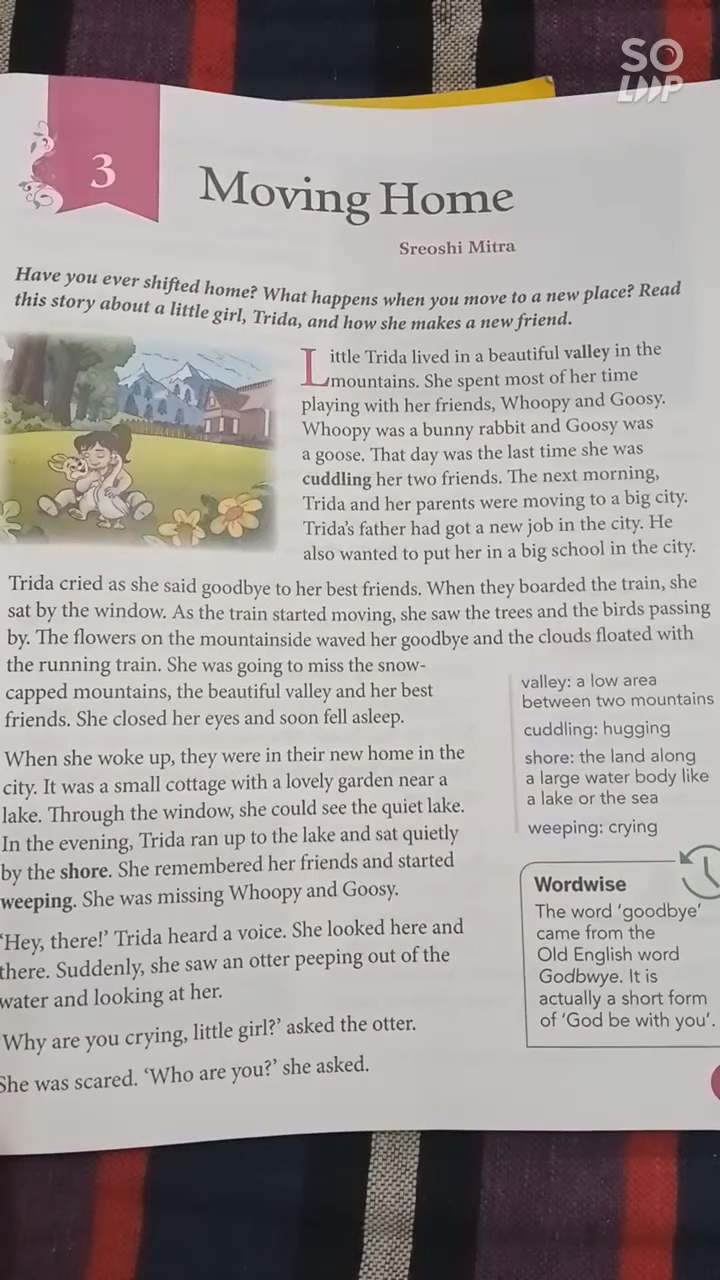 SO
LOOP
3
Moving Home
Sreoshi Mitra
Have you ever shifted home? What happens when you move to a new place? Read
this story about a little girl, Trida, and how she makes a new friend.
Little Trida lived in a beautiful valley in the
mountains. She spent most of her time
playing with her friends, Whoopy and Goosy.
Whoopy was a bunny rabbit and Goosy was
a goose. That day was the last time she was
cuddling her two friends. The next morning,
Trida and her parents were moving to a big city.
Trida’s father had got a new job in the city. He
also wanted to put her in a big school in the city.
Trida cried as she said goodbye to her best friends. When they boarded the train, she
sat by the window. As the train started moving, she saw the trees and the birds passing
by. The flowers on the mountainside waved her goodbye and the clouds floated with
the running train. She was going to miss the snow-
capped mountains, the beautiful valley and her best
friends. She closed her eyes and soon fell asleep.
When she woke up, they were in their new home in the
city. It was a small cottage with a lovely garden near a
lake. Through the window, she could see the quiet lake.
In the evening, Trida ran up to the lake and sat quietly
by the shore. She remembered her friends and started
weeping. She was missing Whoopy and Goosy.
‘Hey, there!’ Trida heard a voice. She looked here and
there. Suddenly, she saw an otter peeping out of the
water and looking at her.
Why are you crying, little girl?’ asked the otter.
She was scared. ‘Who are you?’ she asked.
valley: a low area
between two mountains
cuddling: hugging
shore: the land along
a large water body like
a lake or the sea
weeping: crying
Wordwise
The word ‘goodbye’
came from the
Old English word
Godbwye. It is
actually a short form
of ‘God be with you’.